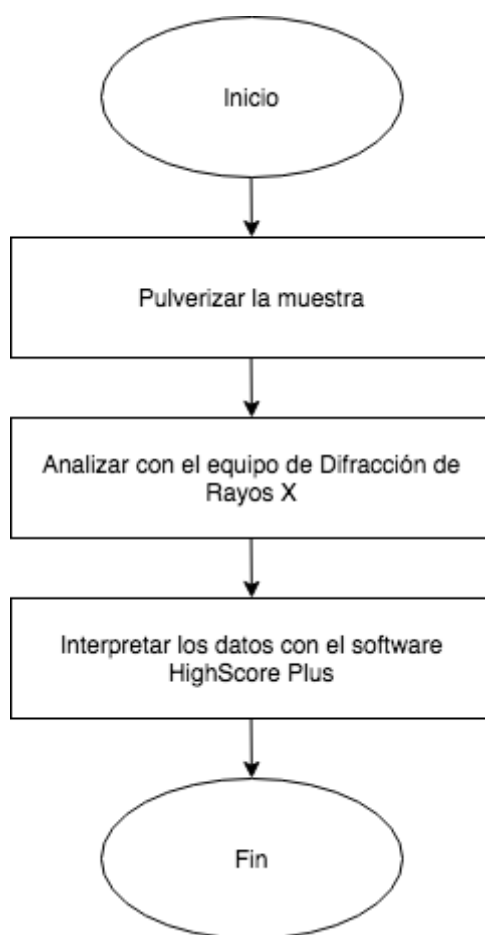 Inicio
Pulverizar la muestra
Analizar con el equipo de Difracción de
Rayos X
Interpretar los datos con el software
HighScore Plus
Fin